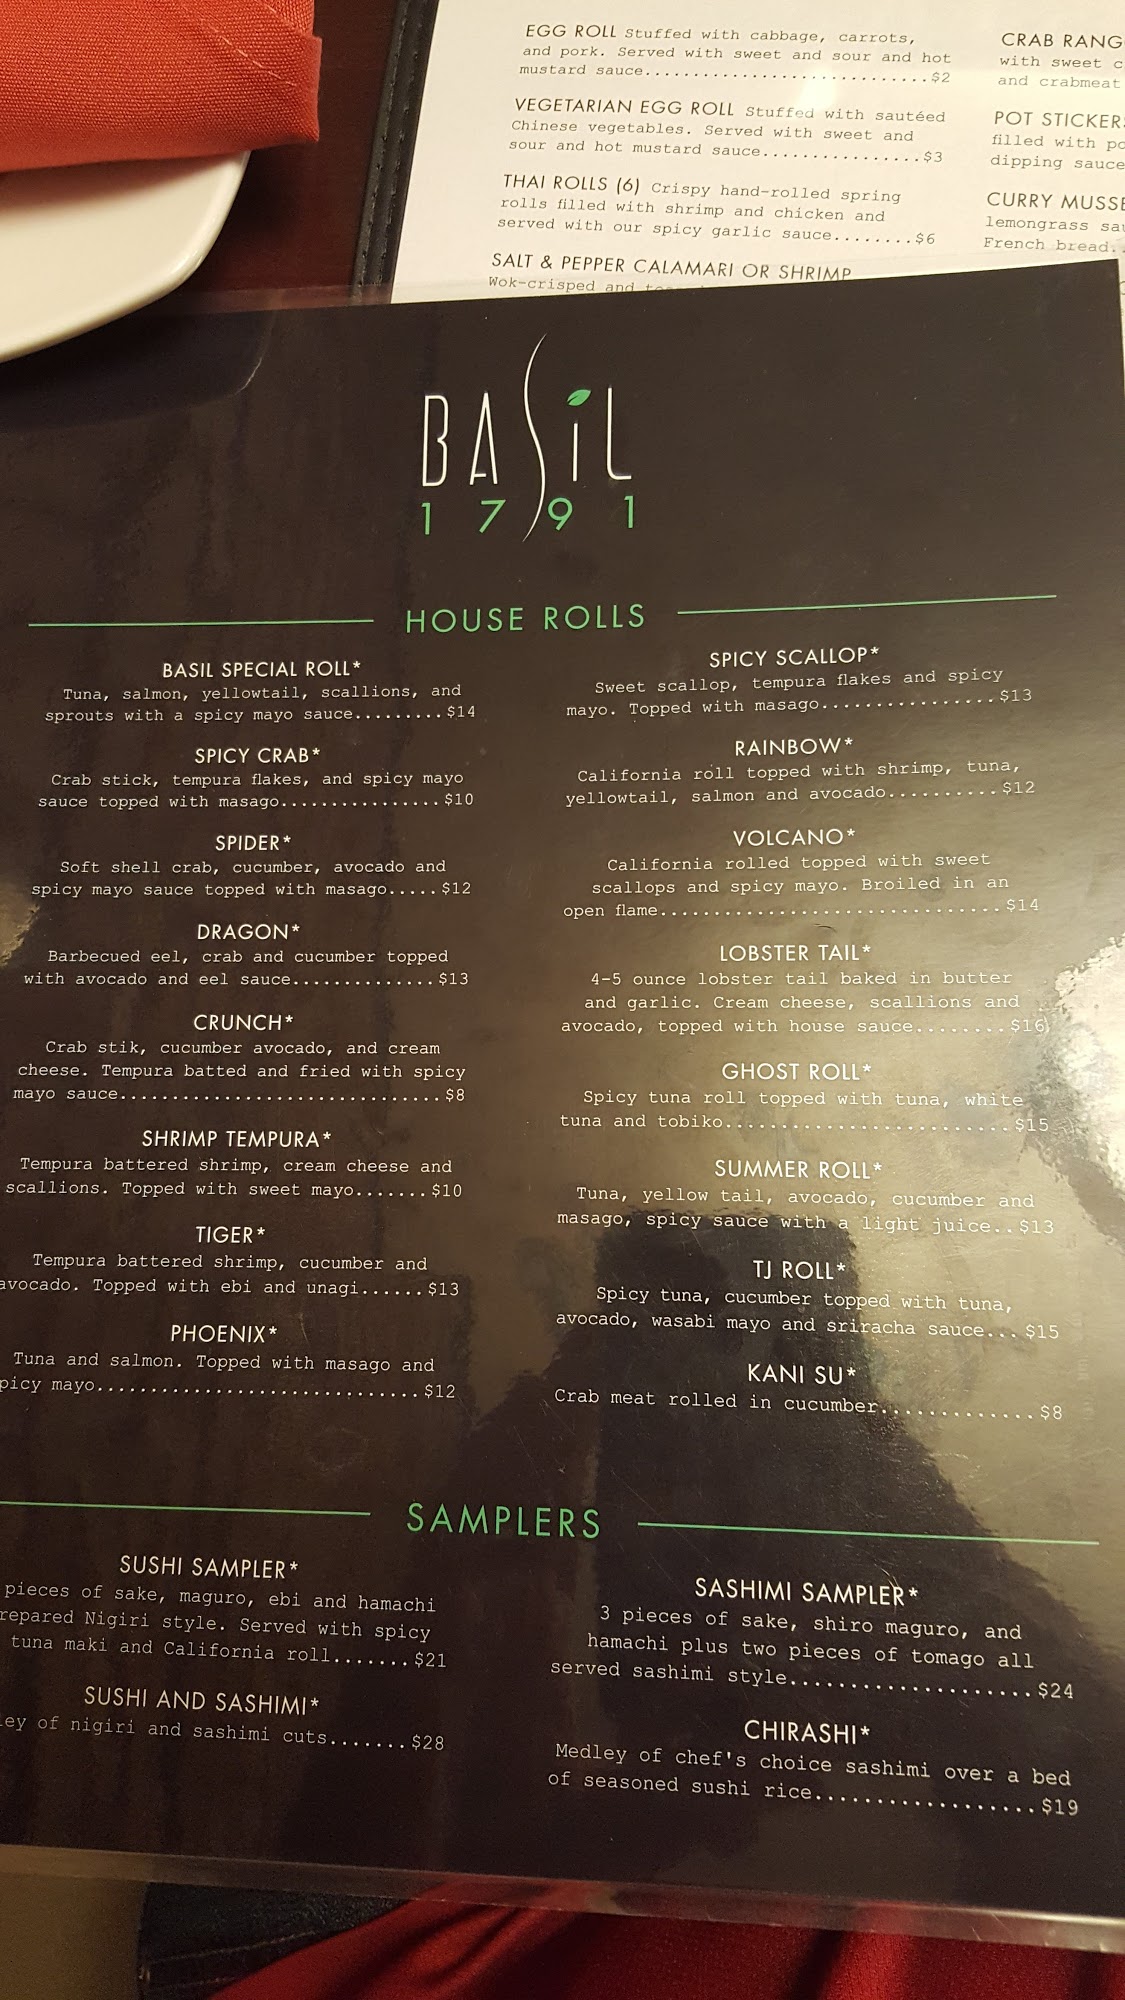 EGG ROLL Stuffed with cabbage, carrots,
and pork. Served with sweet and sour and hot
mustard sauce............................$2
VEGETARIAN EGG ROLL Stuffed with sautéed
Chinese vegetables. Served with sweet and
sour and hot mustard sauce................$3
THAI ROLLS (6) Crispy hand-rolled spring
rolls filled with shrimp and chicken and
served with our spicy garlic sauce........$6
SALT & PEPPER CALAMARI OR SHRIMP
Wok-crisped and
CRAB
with sweet
and crabmeat
POT
filled with
dipping sauce
CURRY
lemongrass
French bread..
BASiL
1791
HOUSE ROLLS
BASIL SPECIAL ROLL*
Tuna, salmon, yellowtail, scallions, and
sprouts with a spicy mayo sauce.........$14
SPICY CRAB*
Crab stick, tempura flakes, and spicy mayo
sauce topped with masago................$10
SPIDER*
Soft shell crab, cucumber, avocado and
spicy mayo sauce topped with masago.....$12
DRAGON*
Barbecued eel, crab and cucumber topped
with avocado and eel sauce..............$13
CRUNCH*
Crab stik, cucumber avocado, and cream
cheese. Tempura batted and fried with spicy
mayo sauce...............................$8
SHRIMP TEMPURA*
Tempura battered shrimp, cream cheese and
scallions. Topped with sweet mayo.......$10
TIGER*
Tempura battered shrimp, cucumber and
avocado. Topped with ebi and unagi......$13
PHOENIX*
Tuna and salmon. Topped with masago and
picy mayo...............................$12
SPICY SCALLOP*
Sweet scallop, tempura flakes and spicy
mayo. Topped with masago.................$13
RAINBOW*
California roll topped with shrimp, tuna,
yellowtail, salmon and avocado..........$12
VOLCANO*
California rolled topped with sweet
scallops and spicy mayo. Broiled in an
open flame................................$14
LOBSTER TAIL*
4-5 ounce lobster tail baked in butter
and garlic. Cream cheese, scallions and
avocado, topped with house sauce........$16
GHOST ROLL*
Spicy tuna roll topped with tuna, white
tuna and tobiko...........................$15
SUMMER ROLL*
Tuna, yellow tail, avocado, cucumber and
masago, spicy sauce with a light juice..$13
TJ ROLL*
Spicy tuna, cucumber topped with tuna,
avocado, wasabi mayo and sriracha sauce...$15
KANI SU*
Crab meat rolled in cucumber.............$8
SAMPLERS
SUSHI SAMPLER*
pieces of sake, maguro, ebi and hamachi
repared Nigiri style. Served with spicy
tuna maki and California roll.......$21
SUSHI AND SASHIMI*
ley of nigiri and sashimi cuts.......$28
SASHIMI SAMPLER*
3 pieces of sake, shiro maguro, and
hamachi plus two pieces of tomago all
served sashimi style....................$24
CHIRASHI*
Medley of chef's choice sashimi over a bed
of seasoned sushi rice..................$19